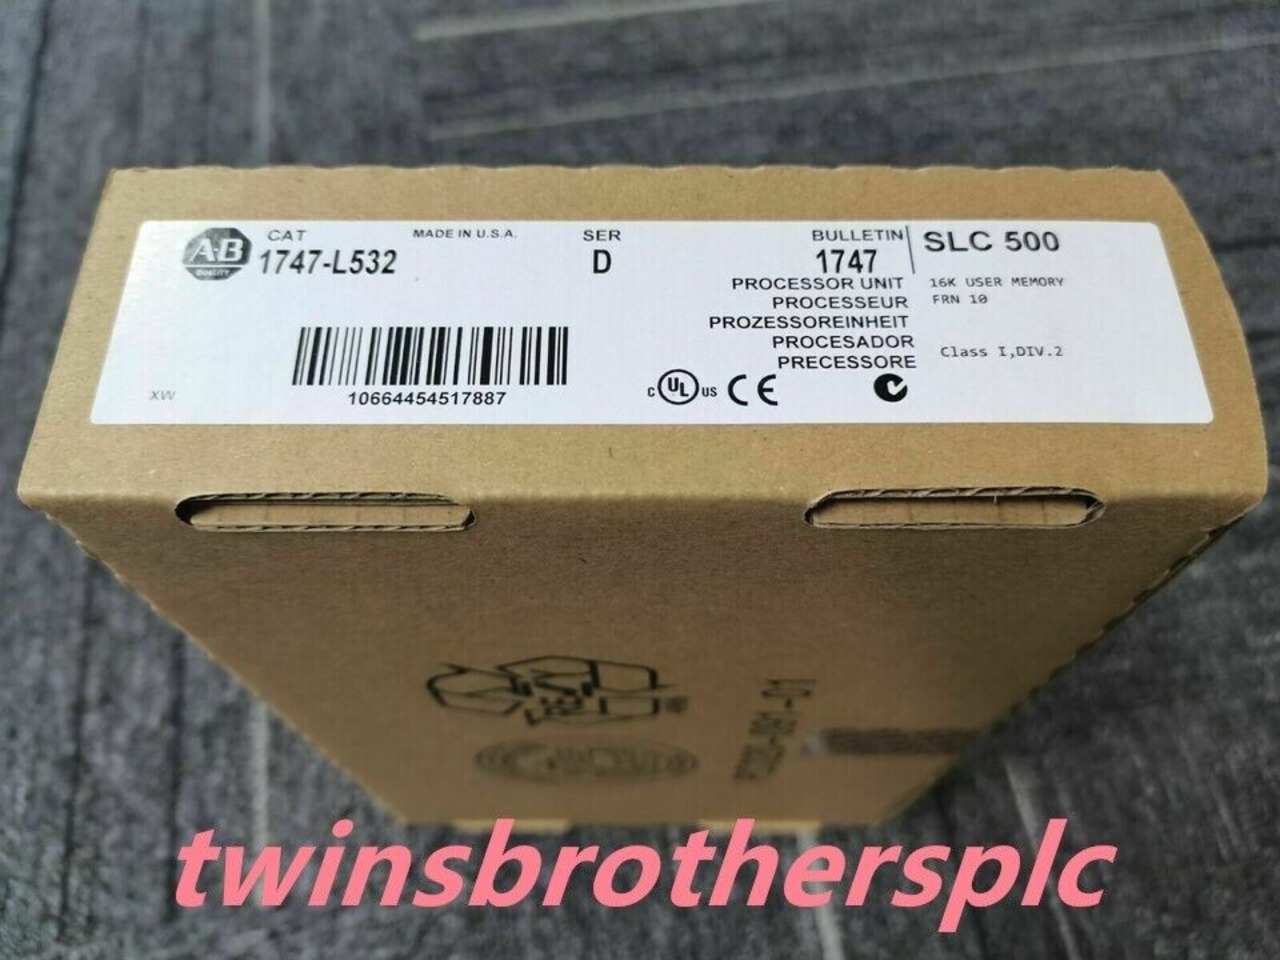 A-B
QUALITY
CAT
1747-L532
MADE IN U.S.A.
SER
D
BULLETIN
1747
SLC 500
PROCESSOR UNIT
PROCESSEUR
PROZESSOREINHEIT
PROCESADOR
PRECESSORE
16K USER MEMORY
FRN 10
Class I,DIV.2
XW
10664454517887
C UL US CE
twinsbrothersplc